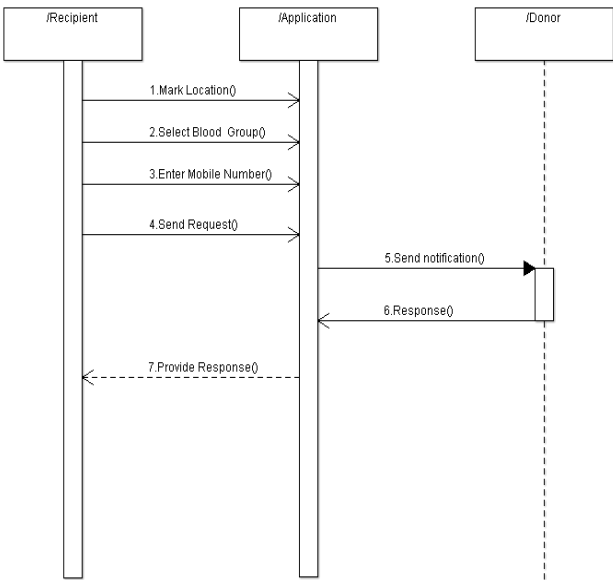 /Recipient
/Application
/Donor
1.Mark Location()
2.Select Blood  Group()
3.Enter Mobile Number()
4.Send Request()
5.Send notification()
6.Response()
7.Provide Response()